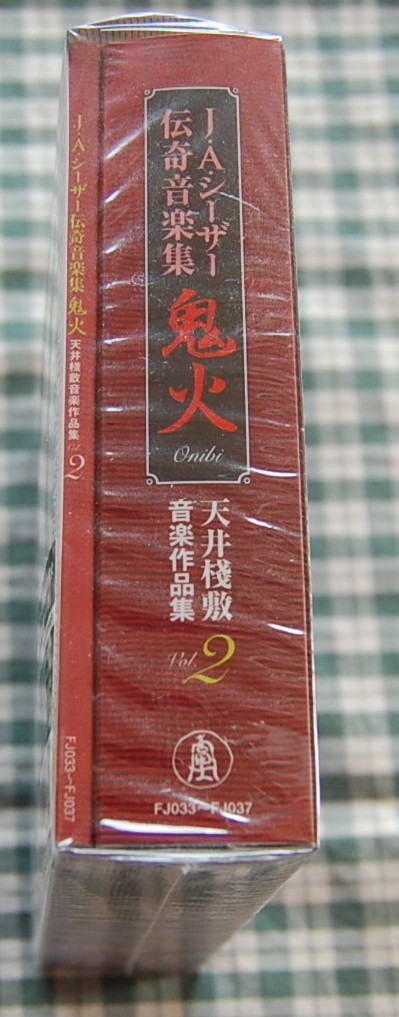 J・A・シーザー
伝奇音楽集
鬼火
Onibi
天井棧敷
音楽作品集
Vol. 2
FJ033〜FJ037
J・A・シーザー伝奇音楽集 鬼火 天井棧敷音楽作品集 Vol. 2
FJ033〜FJ037